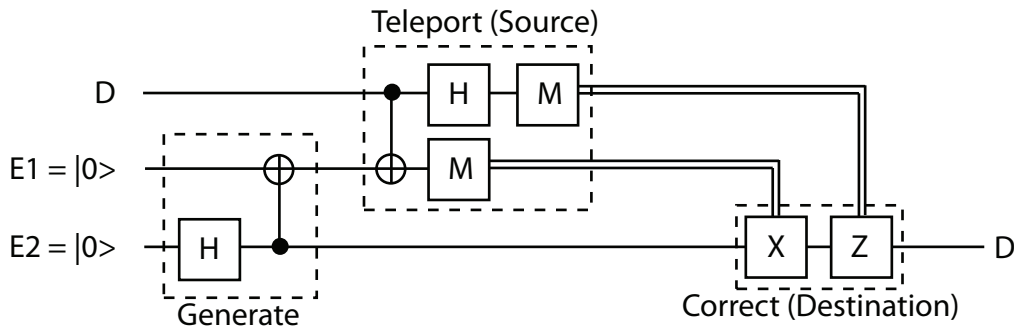 Teleport (Source)
D H M
E1 = |0> M
E2 = |0> H X Z D
Generate
Correct (Destination)